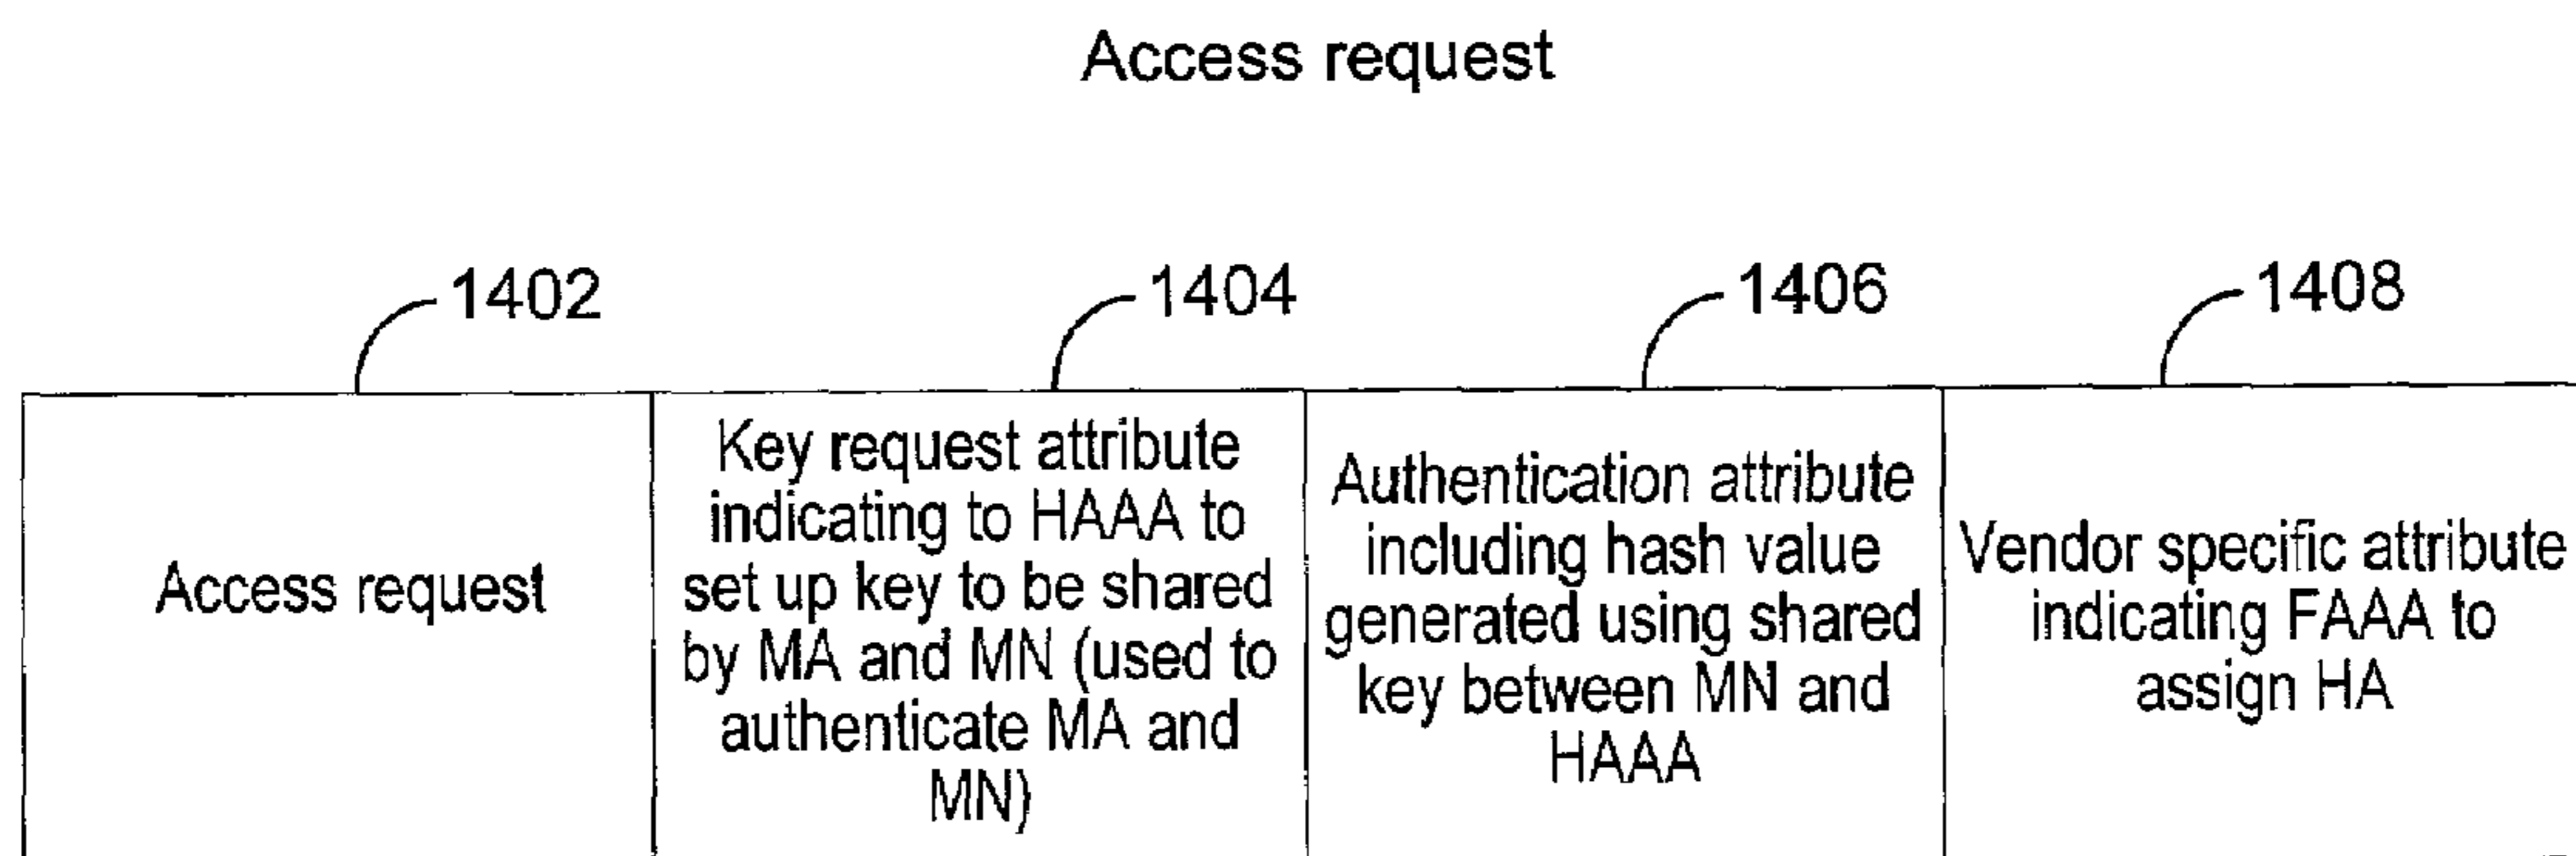 Access request
1402
1404
1406
1408
Access request
Key request attribute
indicating to HAAA to
set up key to be shared
by MA and MN (used to
authenticate MA and
MN)
Authentication attribute
including hash value
generated using shared
key between MN and
HAAA
Vendor specific attribute
indicating FAAA to
assign HA